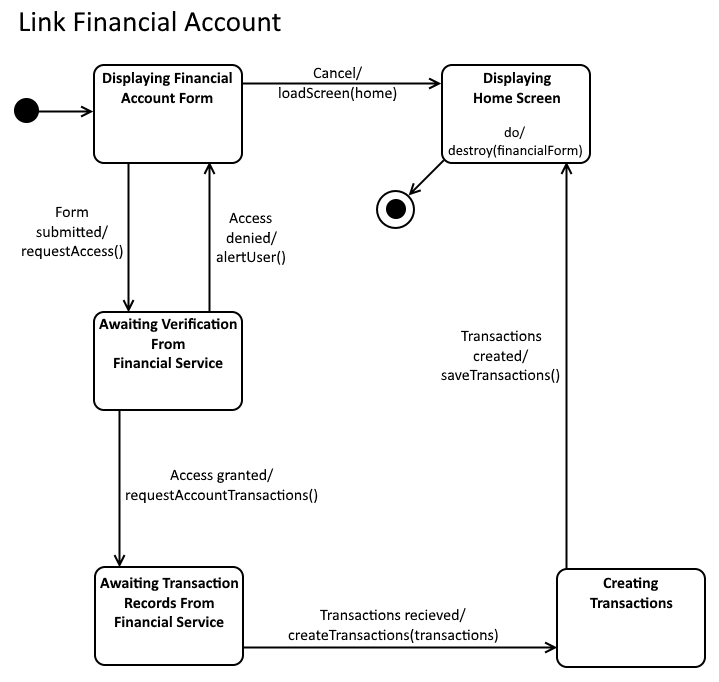 Link Financial Account
Displaying Financial
Account Form
Cancel/
loadScreen(home)
Displaying
Home Screen
do/
destroy(financialForm)
Form
submitted/
requestAccess()
Access
denied/
alertUser()
Awaiting Verification
From
Financial Service
Transactions
created/
saveTransactions()
Access granted/
requestAccountTransactions()
Awaiting Transaction
Records From
Financial Service
Transactions recieved/
createTransactions(transactions)
Creating
Transactions